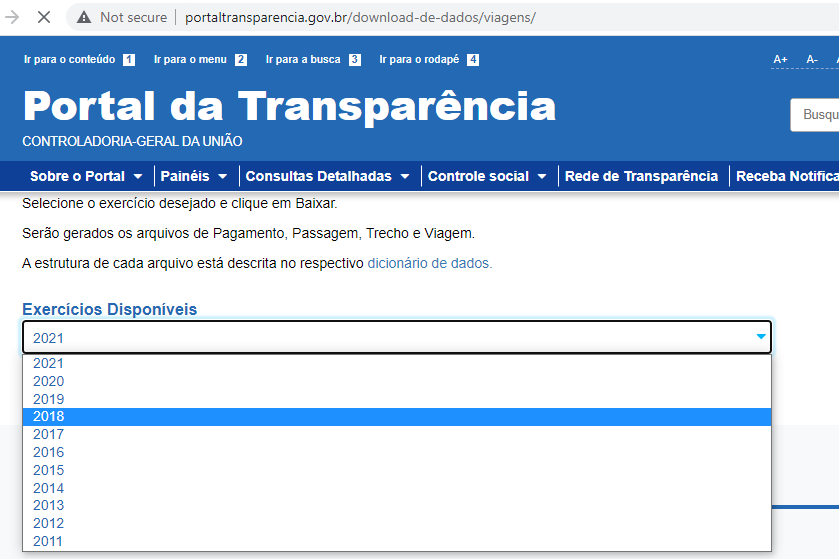 Not secure portaltransparencia.gov.br/download-de-dados/viagens/
Ir para o conteúdo 1 Ir para o menu 2 Ir para a busca 3 Ir para o rodapé 4 A+ A-
Portal da Transparência
CONTROLADORIA-GERAL DA UNIÃO
Busqu
Sobre o Portal Painéis Consultas Detalhadas Controle social Rede de Transparência Receba Notifica
Selecione o exercício desejado e clique em Baixar.
Serão gerados os arquivos de Pagamento, Passagem, Trecho e Viagem.
A estrutura de cada arquivo está descrita no respectivo dicionário de dados.
Exercícios Disponíveis
2021
2021
2020
2019
2018
2017
2016
2015
2014
2013
2012
2011